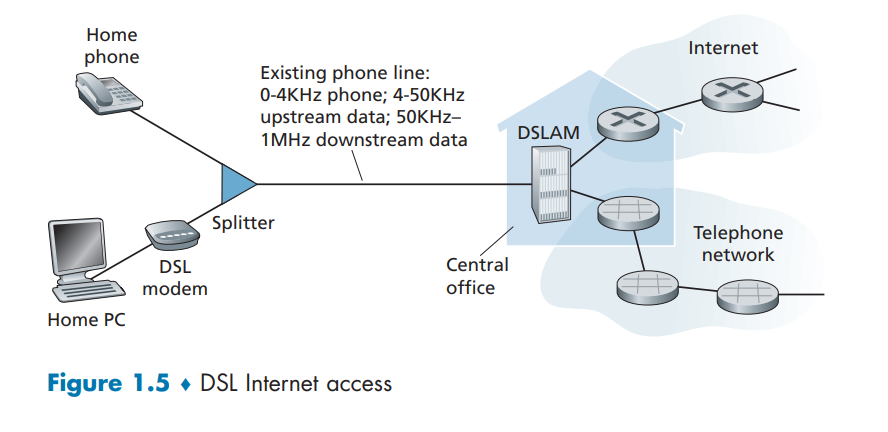 Home
phone
Existing phone line:
0-4KHz phone; 4-50KHz
upstream data; 50KHz–
1MHz downstream data
Internet
DSLAM
Splitter
DSL
modem
Home PC
Central
office
Telephone
network
Figure 1.5 ♦ DSL Internet access